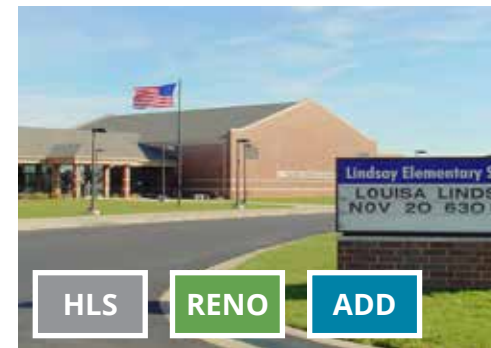 Lindsay Elementary S
LOUISA LINDS
NOV 20 630
HLS
RENO
ADD